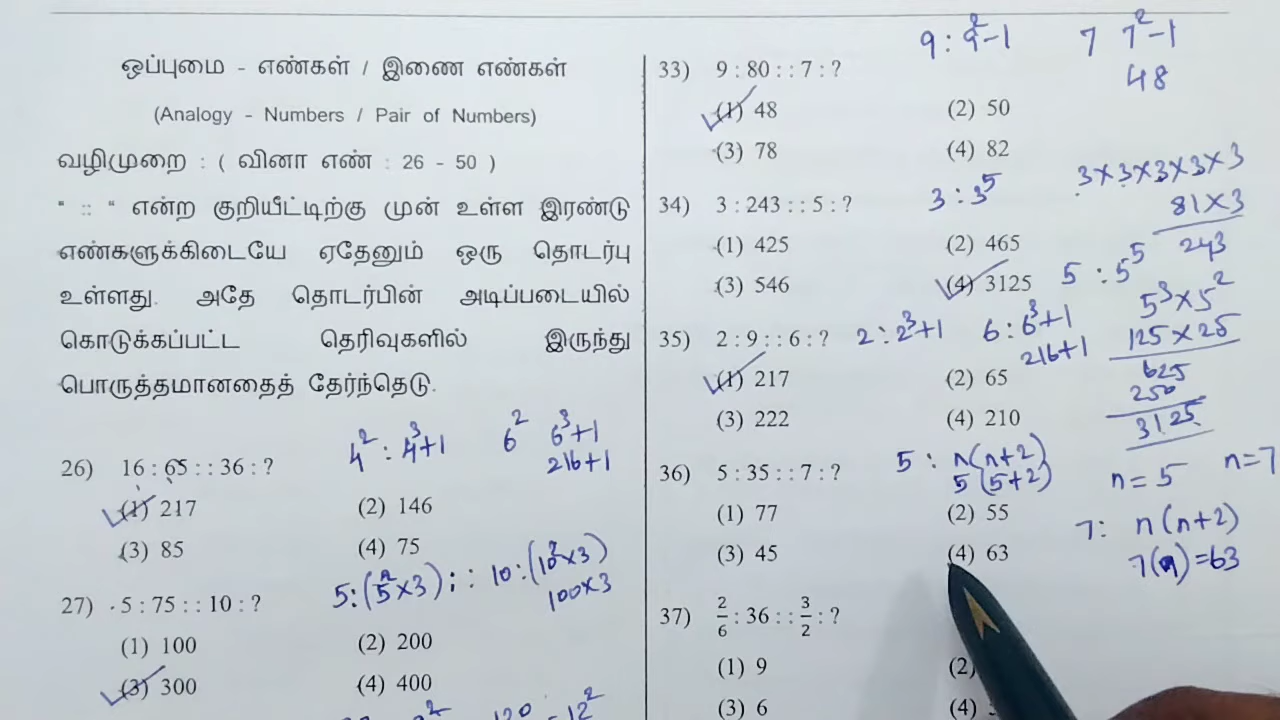 ஒப்புமை - எண்கள் / இணை எண்கள்
(Analogy - Numbers / Pair of Numbers)
வழிமுறை : ( வினா எண் : 26 - 50 )
" :: " என்ற குறியீட்டிற்கு முன் உள்ள இரண்டு
எண்களுக்கிடையே ஏதேனும் ஒரு தொடர்பு
உள்ளது. அதே தொடர்பின் அடிப்படையில்
கொடுக்கப்பட்ட தெரிவுகளில் இருந்து
பொருத்தமானதைத் தேர்ந்தெடு.
4² : 4³+1 6² 6³+1
216+1
26) 16 : 65 : : 36 : ?
(1) 217 (2) 146
(3) 85 (4) 75
5:(5²×3) : : 10:(10²×3)
100×3
27) 5 : 75 : : 10 : ?
(1) 100 (2) 200
(3) 300 (4) 400
120 = 12²
9 : 9²-1 7 7²-1
48
33) 9 : 80 : : 7 : ?
(1) 48 (2) 50
(3) 78 (4) 82
3×3×3×3×3
81×3
243
34) 3 : 243 : : 5 : ? 3 : 3⁵
(1) 425 (2) 465
(3) 546 (4) 3125
5 : 5⁵
5³×5²
125×25
625
250
3125
35) 2 : 9 : : 6 : ? 2 : 2³+1 6 : 6³+1
216+1
(1) 217 (2) 65
(3) 222 (4) 210
36) 5 : 35 : : 7 : ? 5 : n(n+2)
5(5+2) n=5 n=7
(1) 77 (2) 55
(3) 45 (4) 63
7: n(n+2)
7(9)=63
37) 2/6 : 36 : : 3/2 : ?
(1) 9 (2)
(3) 6 (4)